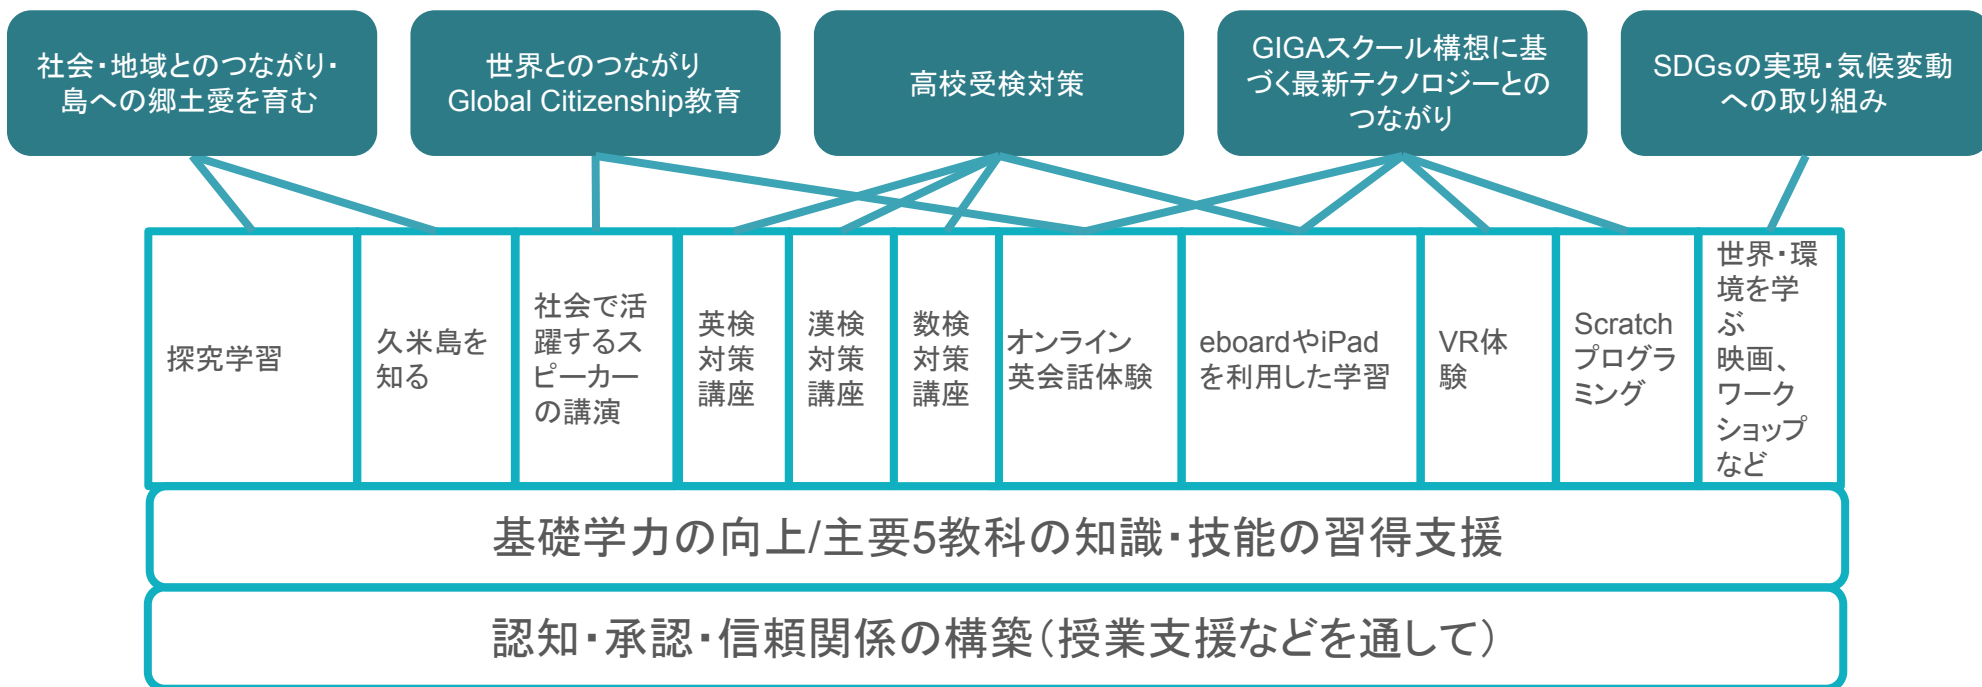 社会・地域とのつながり・
島への郷土愛を育む
世界とのつながり
Global Citizenship教育
高校受検対策
GIGAスクール構想に基
づく最新テクノロジーとの
つながり
SDGsの実現・気候変動
への取り組み
探究学習
久米島を
知る
社会で活
躍するス
ピーカー
の講演
英検
対策
講座
漢検
対策
講座
数検
対策
講座
オンライン
英会話体験
eboardやiPad
を利用した学習
VR体
験
Scratch
プログラ
ミング
世界・環
境を学
ぶ
映画、
ワーク
ショップ
など
基礎学力の向上/主要5教科の知識・技能の習得支援
認知・承認・信頼関係の構築（授業支援などを通して）